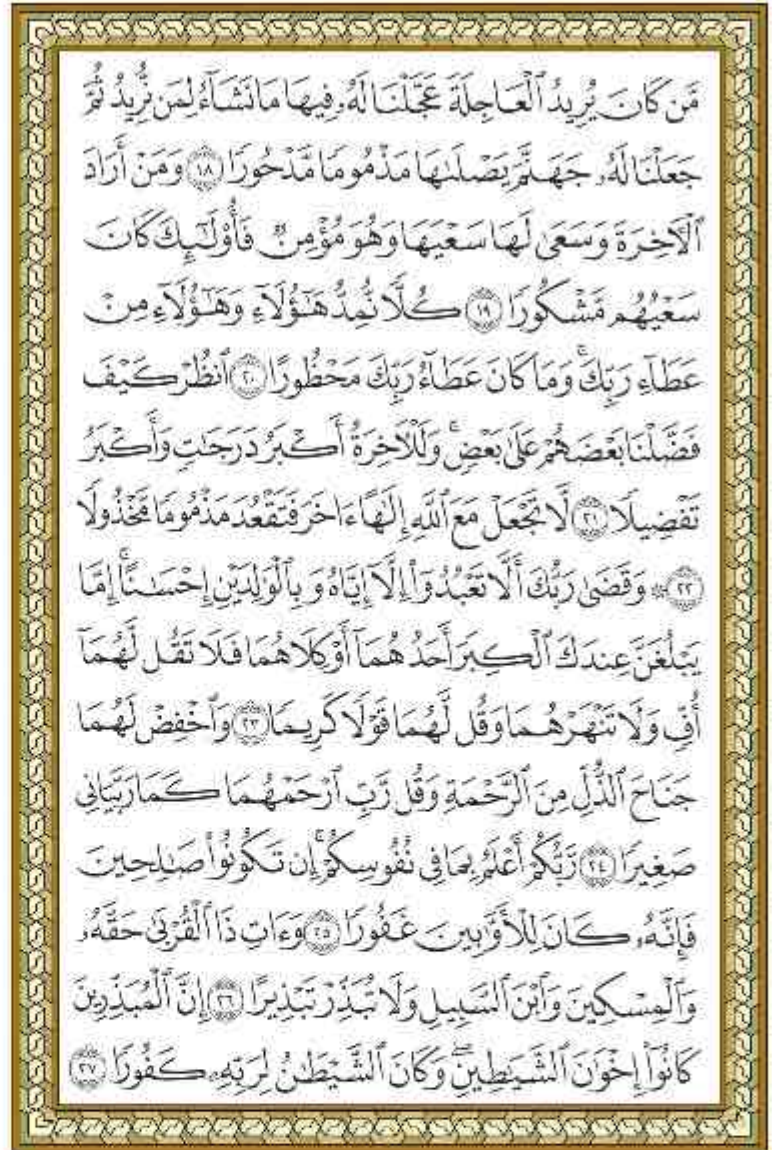 مَّن كَانَ يُرِيدُ ٱلْعَاجِلَةَ عَجَّلْنَا لَهُۥ فِيهَا مَا نَشَآءُ لِمَن نُّرِيدُ ثُمَّ
جَعَلْنَا لَهُۥ جَهَنَّمَ يَصْلَىٰهَا مَذْمُومًا مَّدْحُورًا ١٨ وَمَنْ أَرَادَ
ٱلْأَخِرَةَ وَسَعَىٰ لَهَا سَعْيَهَا وَهُوَ مُؤْمِنٌ فَأُو۟لَـٰٓئِكَ كَانَ
سَعْيُهُم مَّشْكُورًا ١٩ كُلًّا نُّمِدُّ هَـٰٓؤُلَآءِ وَهَـٰٓؤُلَآءِ مِنْ
عَطَآءِ رَبِّكَ ۚ وَمَا كَانَ عَطَآءُ رَبِّكَ مَحْظُورًا ٢٠ ٱنظُرْ كَيْفَ
فَضَّلْنَا بَعْضَهُمْ عَلَىٰ بَعْضٍ ۚ وَلَلْأَخِرَةُ أَكْبَرُ دَرَجَـٰتٍ وَأَكْبَرُ
تَفْضِيلًا ٢١ لَّا تَجْعَلْ مَعَ ٱللَّهِ إِلَـٰهًا ءَاخَرَ فَتَقْعُدَ مَذْمُومًا مَّخْذُولًا
٢٢ ۞ وَقَضَىٰ رَبُّكَ أَلَّا تَعْبُدُوٓا۟ إِلَّآ إِيَّاهُ وَبِٱلْوَٰلِدَيْنِ إِحْسَـٰنًا ۚ إِمَّا
يَبْلُغَنَّ عِندَكَ ٱلْكِبَرَ أَحَدُهُمَآ أَوْ كِلَاهُمَا فَلَا تَقُل لَّهُمَآ
أُفٍّ وَلَا تَنْهَرْهُمَا وَقُل لَّهُمَا قَوْلًا كَرِيمًا ٢٣ وَٱخْفِضْ لَهُمَا
جَنَاحَ ٱلذُّلِّ مِنَ ٱلرَّحْمَةِ وَقُل رَّبِّ ٱرْحَمْهُمَا كَمَا رَبَّيَانِى
صَغِيرًا ٢٤ رَّبُّكُمْ أَعْلَمُ بِمَا فِى نُفُوسِكُمْ ۚ إِن تَكُونُوا۟ صَـٰلِحِينَ
فَإِنَّهُۥ كَانَ لِلْأَوَّٰبِينَ غَفُورًا ٢٥ وَءَاتِ ذَا ٱلْقُرْبَىٰ حَقَّهُۥ
وَٱلْمِسْكِينَ وَٱبْنَ ٱلسَّبِيلِ وَلَا تُبَذِّرْ تَبْذِيرًا ٢٦ إِنَّ ٱلْمُبَذِّرِينَ
كَانُوٓا۟ إِخْوَٰنَ ٱلشَّيَـٰطِينِ ۖ وَكَانَ ٱلشَّيْطَـٰنُ لِرَبِّهِۦ كَفُورًا ٢٧